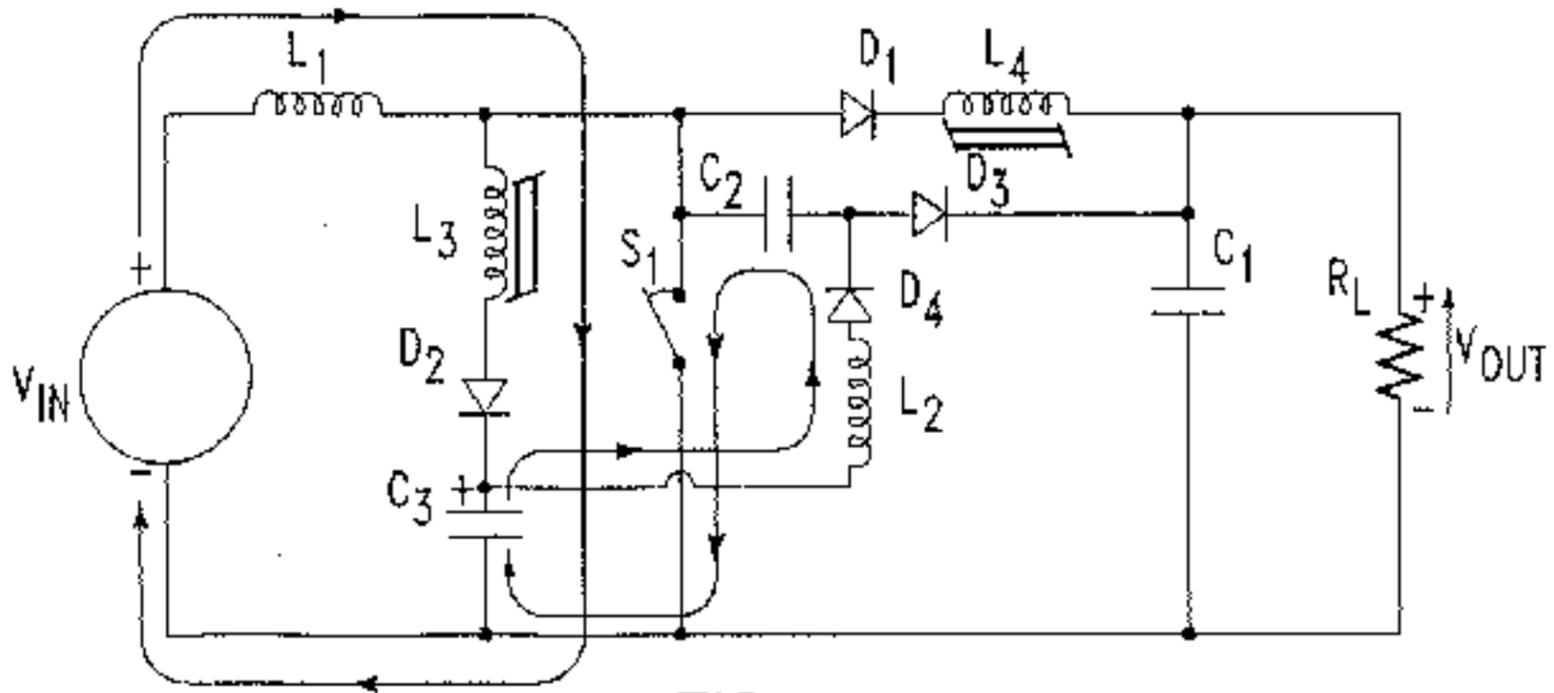 L1
D1
L4
D3
C2
L3
S1
D4
C1
RL
+
+
VOUT
D2
VIN
L2
-
-
C3
+